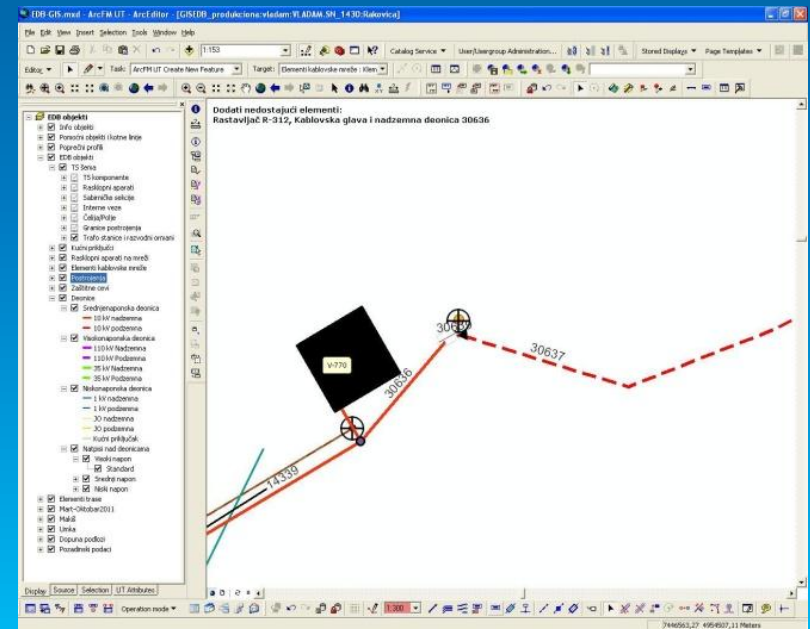 EDB-GIS.mxd - ArcFM UT - ArcEditor - [GISEDB_produkciona:vladam:VLADAM.SN_1430:Rakovica]
File Edit View Insert Selection Tools Window Help
1:153
Catalog Service
User/Usergroup Administration...
Stored Displays
Page Templates
Editor
Task: ArcFM UT Create New Feature
Target: Elementi kablovske mreže : Klem
Dodati nedostajući elementi:
Rastavljač R-312, Kablovska glava i nadzemna deonica 30636
EDB objekti
Info objekti
Pomoćni objekti i kotne linije
Poprečni profili
EDB objekti
TS šema
TS komponente
Rasklopni aparati
Sabirničke sekcije
Interne veze
Ćelija/Polje
Granice postrojenja
Trafo stanice i razvodni ormani
Kućni priključci
Rasklopni aparati na mreži
Elementi kablovske mreže
Postrojenja
Zaštitne cevi
Deonice
Srednjenaponska deonica
10 kV nadzemna
10 kV podzemna
Visokonaponska deonica
110 kV Nadzemna
110 kV Podzemna
35 kV Nadzemna
35 kV Podzemna
Niskonaponska deonica
1 kV nadzemna
1 kV podzemna
JO nadzemna
JO podzemna
Kućni priključak
Natpisi nad deonicama
Visoki napon
Standard
Srednji napon
Niski napon
Elementi trase
Mart-Oktobar2011
Makiš
Umka
Dopuna podlozi
Pozadinski podaci
V-770
30636
30637
14339
Display Source Selection UT Attributes
Operation mode
1:300
7446563,27 4954507,11 Meters